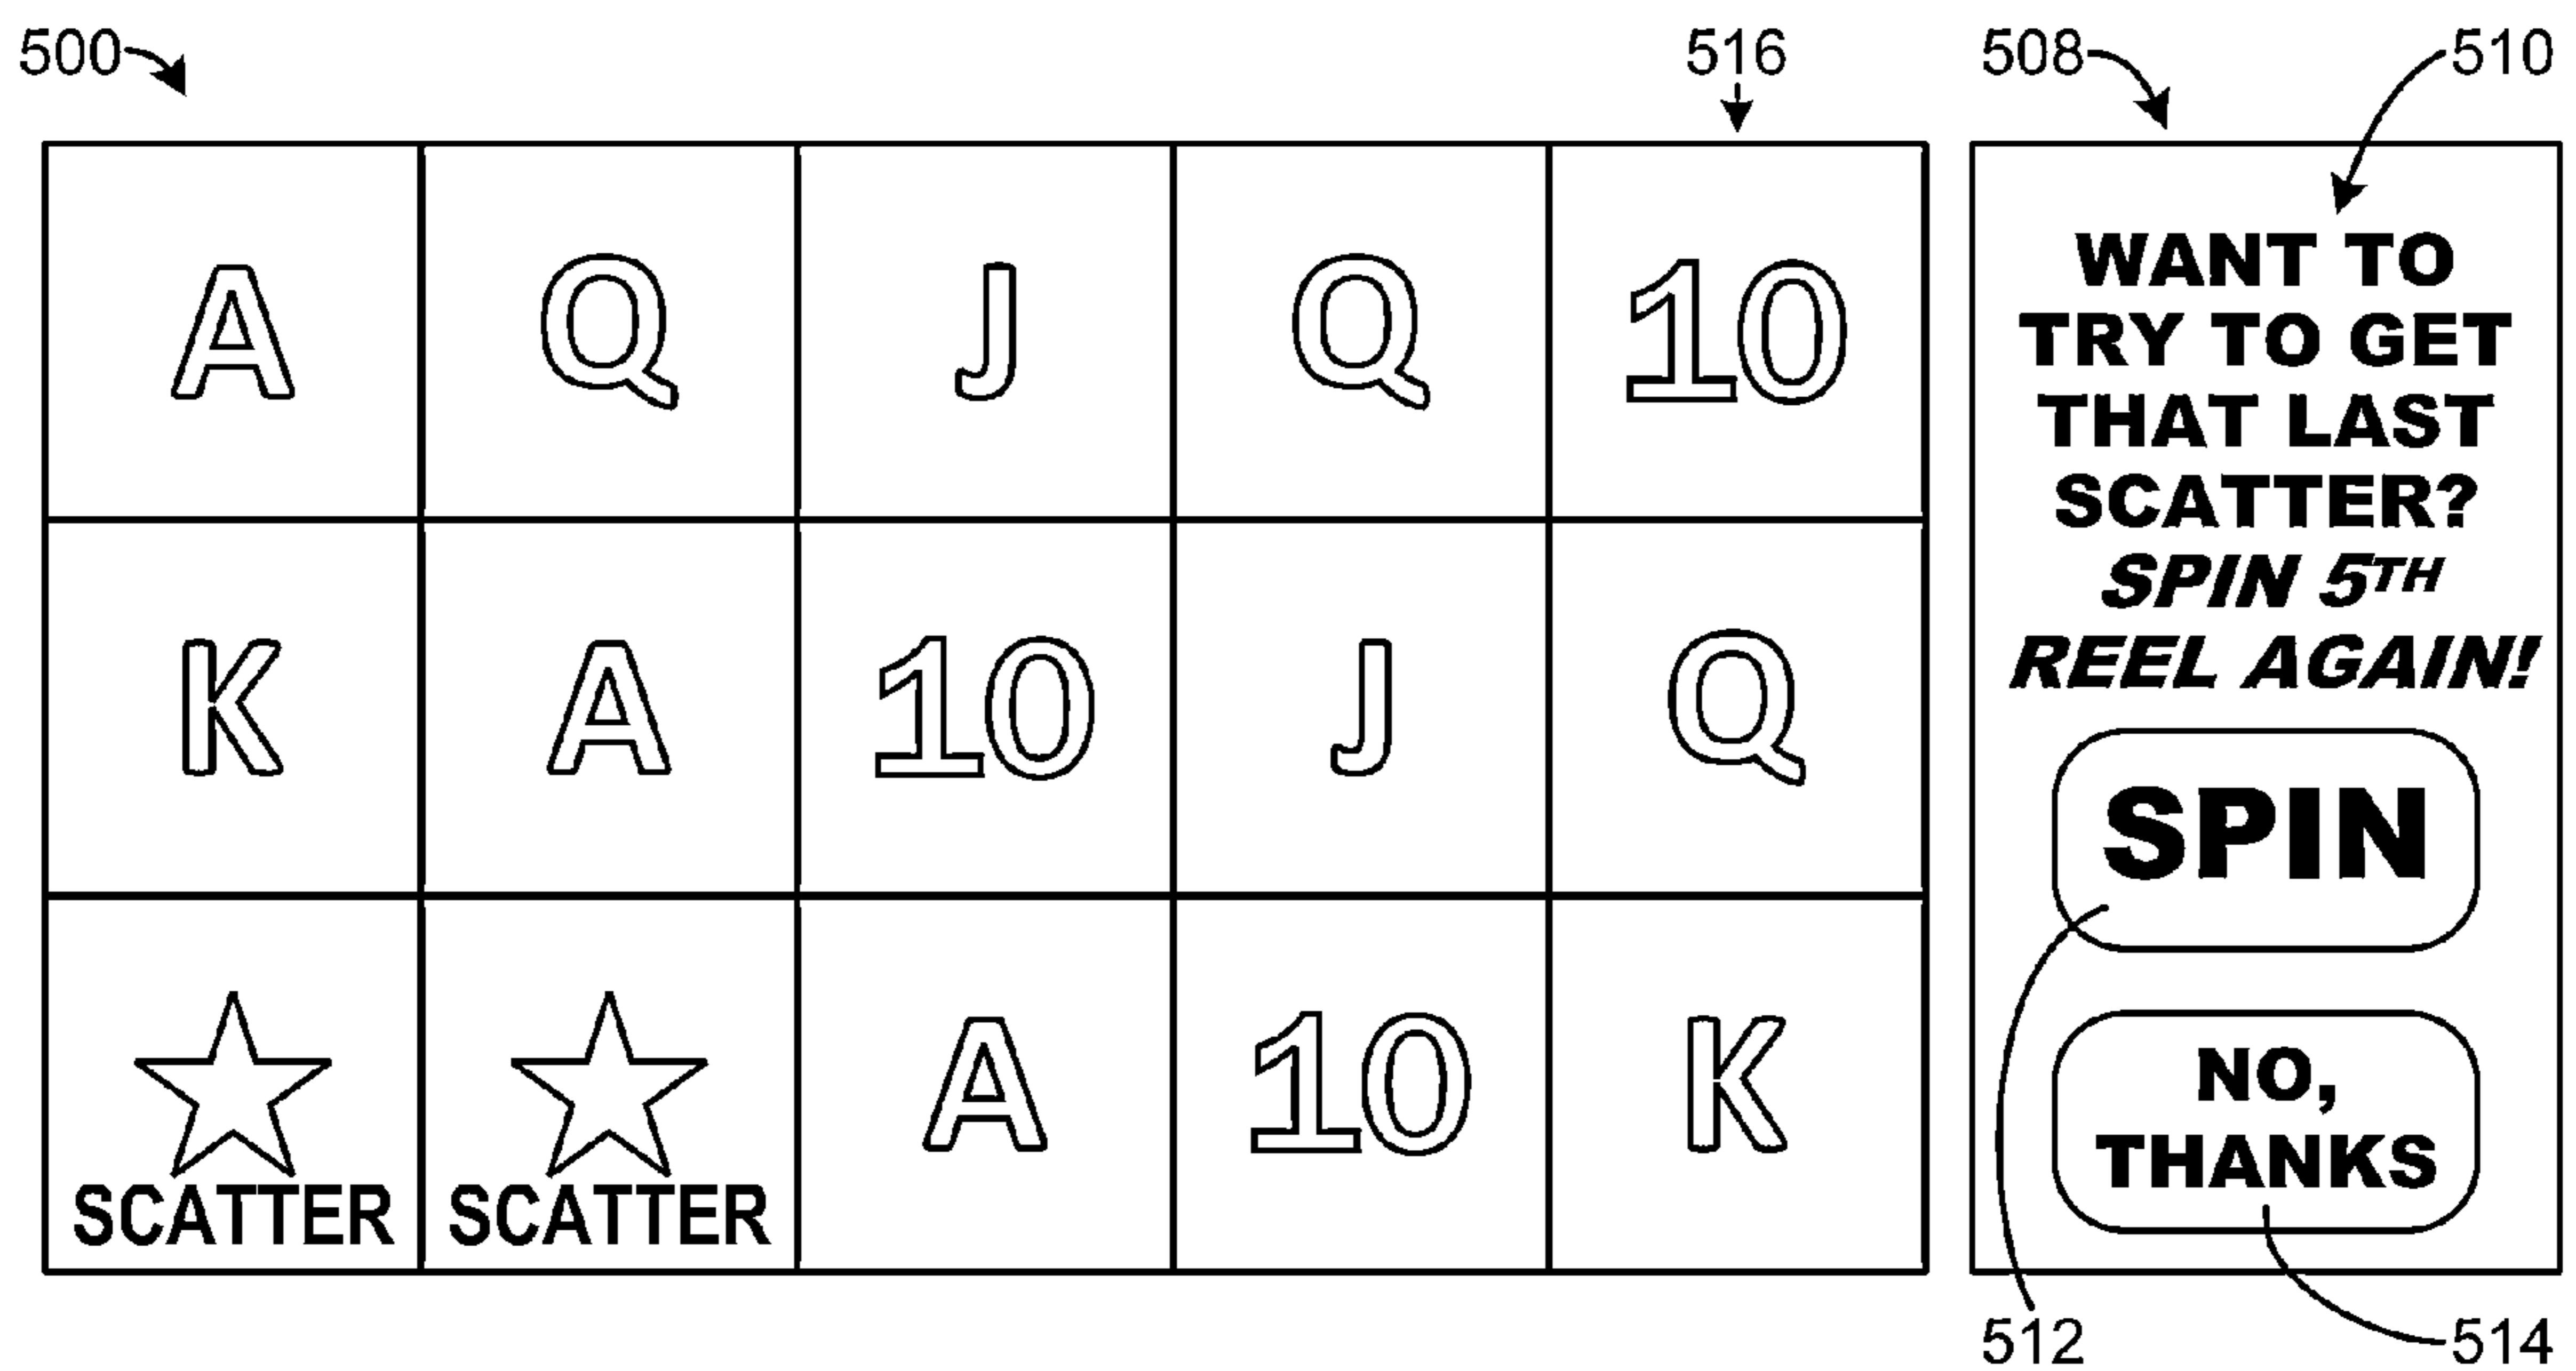 500 516 508 510
A Q J Q 10
K A 10 J Q
A 10 K
SCATTER SCATTER
WANT TO
TRY TO GET
THAT LAST
SCATTER?
SPIN 5TH
REEL AGAIN!
SPIN
NO,
THANKS
512 514